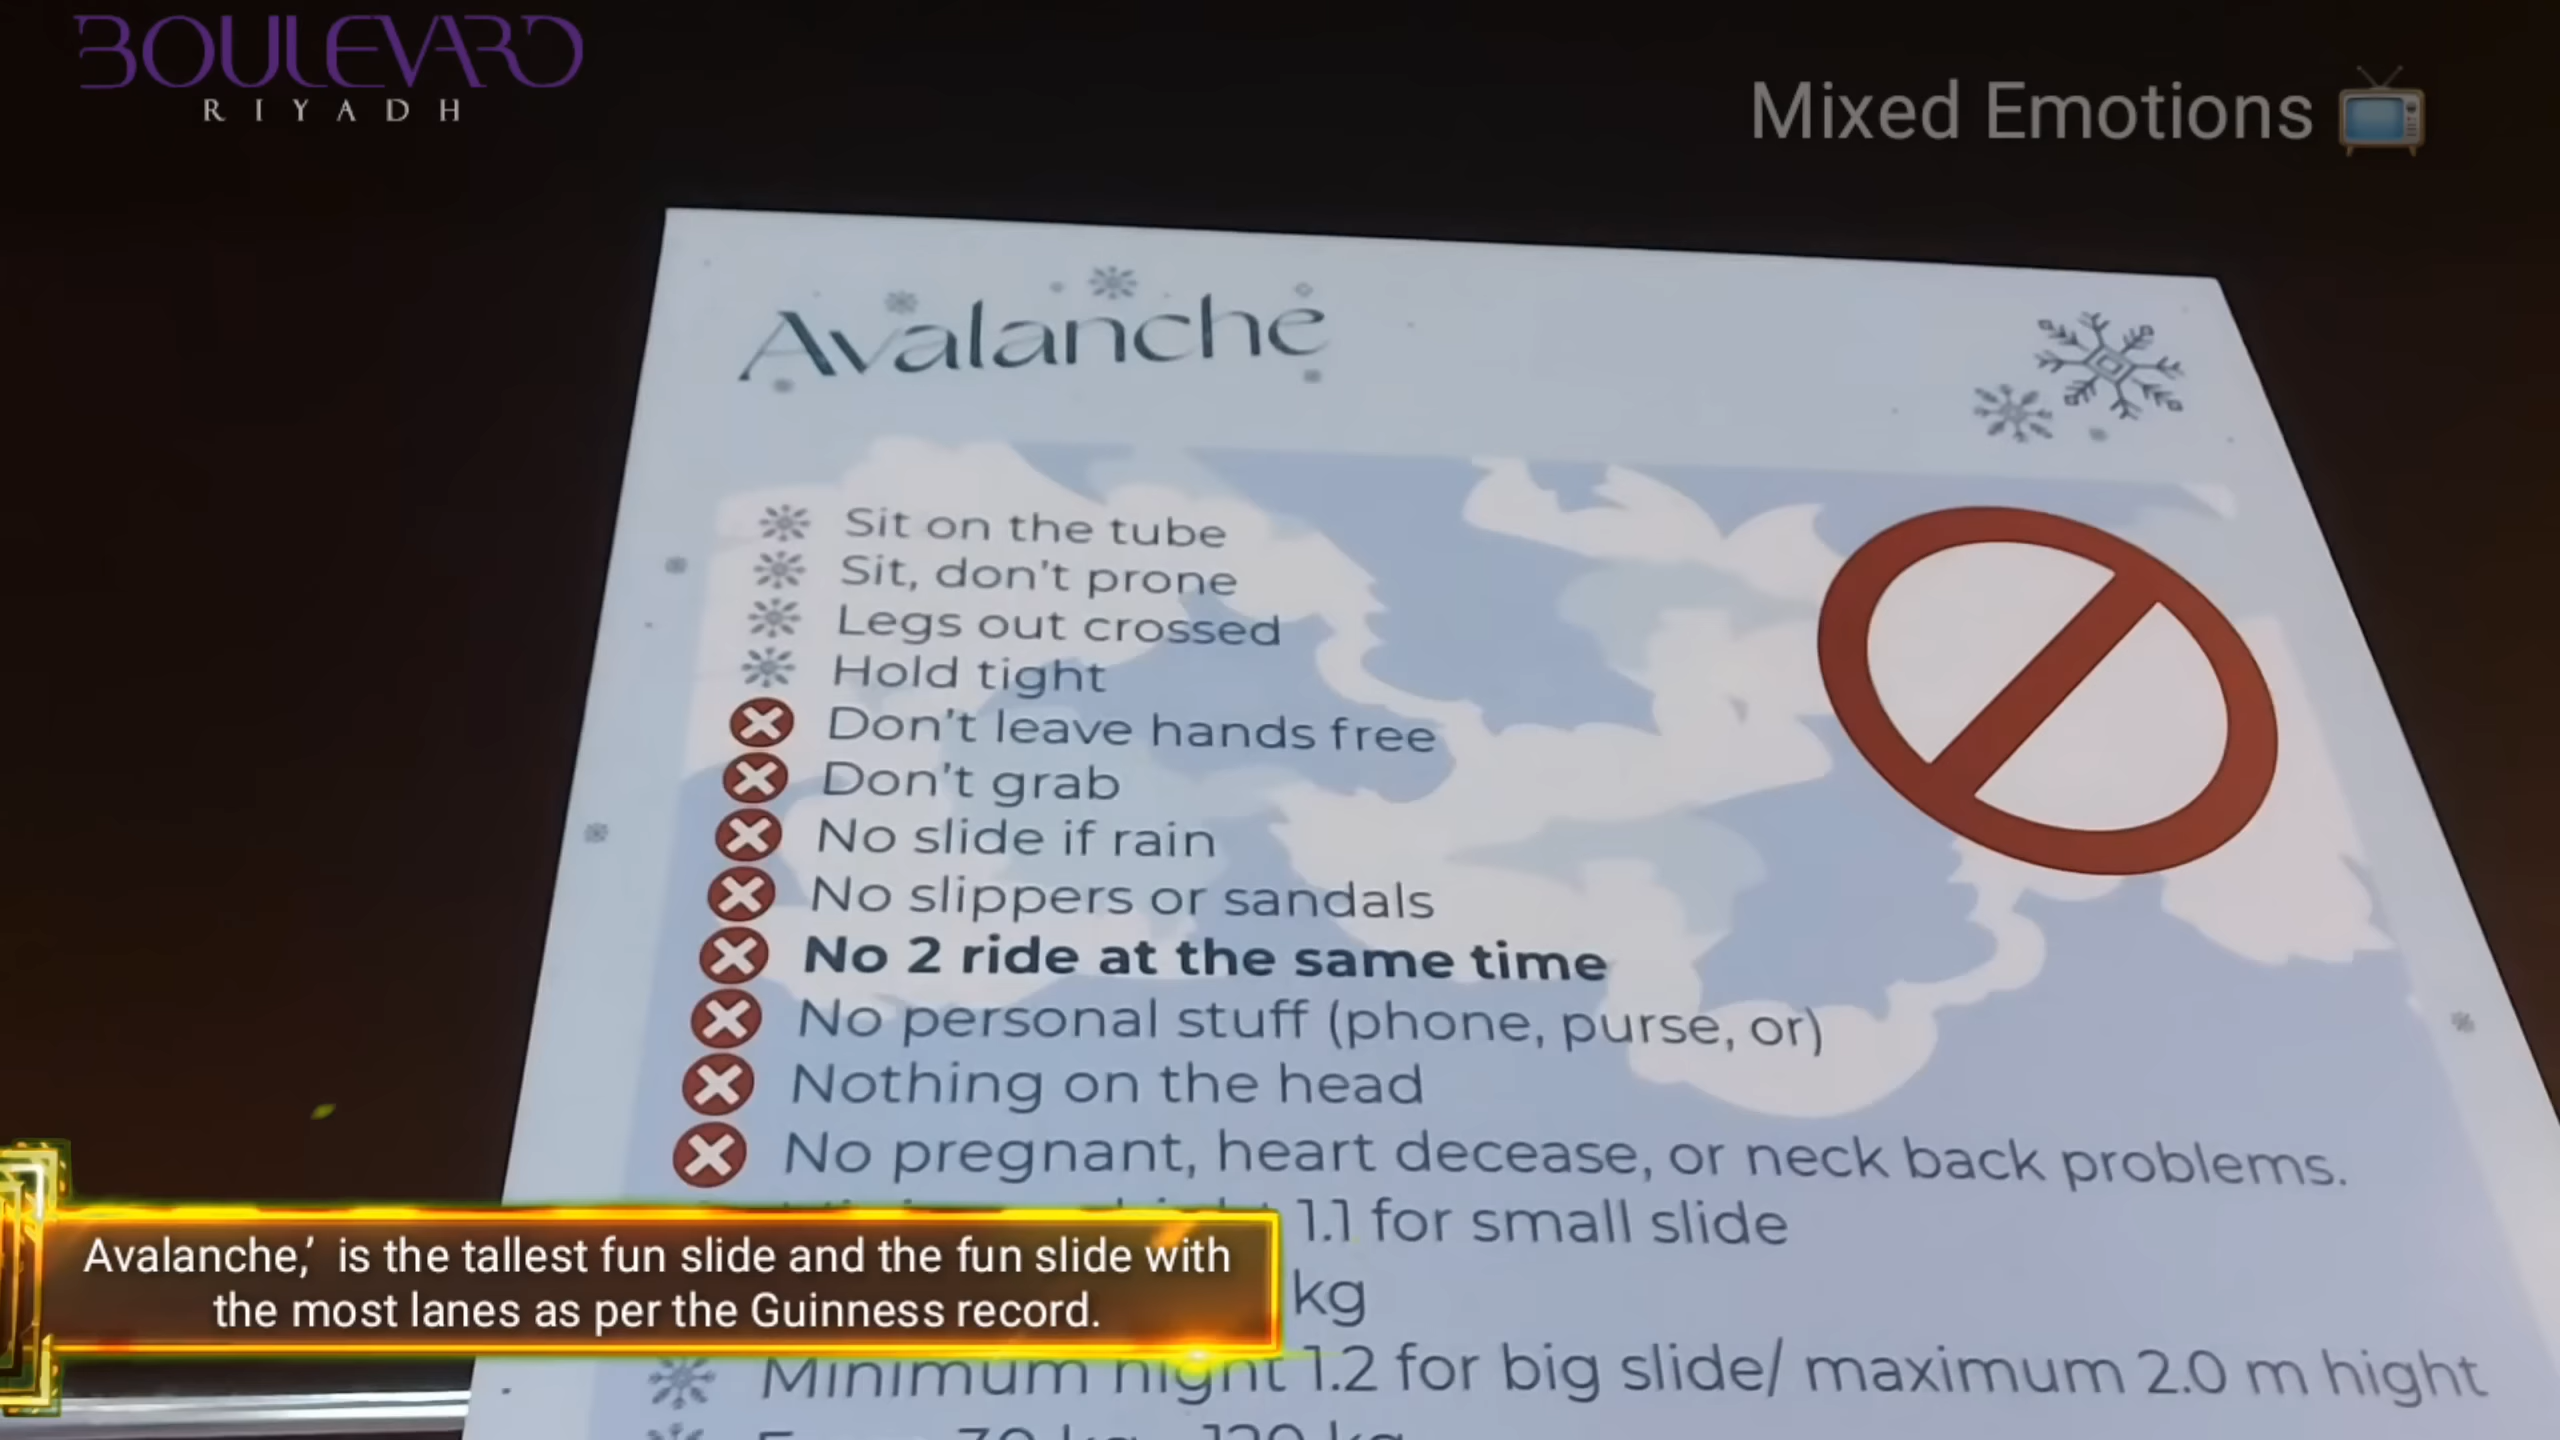 BOULEVARD
RIYADH
Mixed Emotions
Avalanche
Sit on the tube
Sit, don't prone
Legs out crossed
Hold tight
Don't leave hands free
Don't grab
No slide if rain
No slippers or sandals
No 2 ride at the same time
No personal stuff (phone, purse, or)
Nothing on the head
No pregnant, heart decease, or neck back problems.
1.1 for small slide
kg
Avalanche,’ is the tallest fun slide and the fun slide with
the most lanes as per the Guinness record.
Minimum hight 1.2 for big slide/ maximum 2.0 m hight